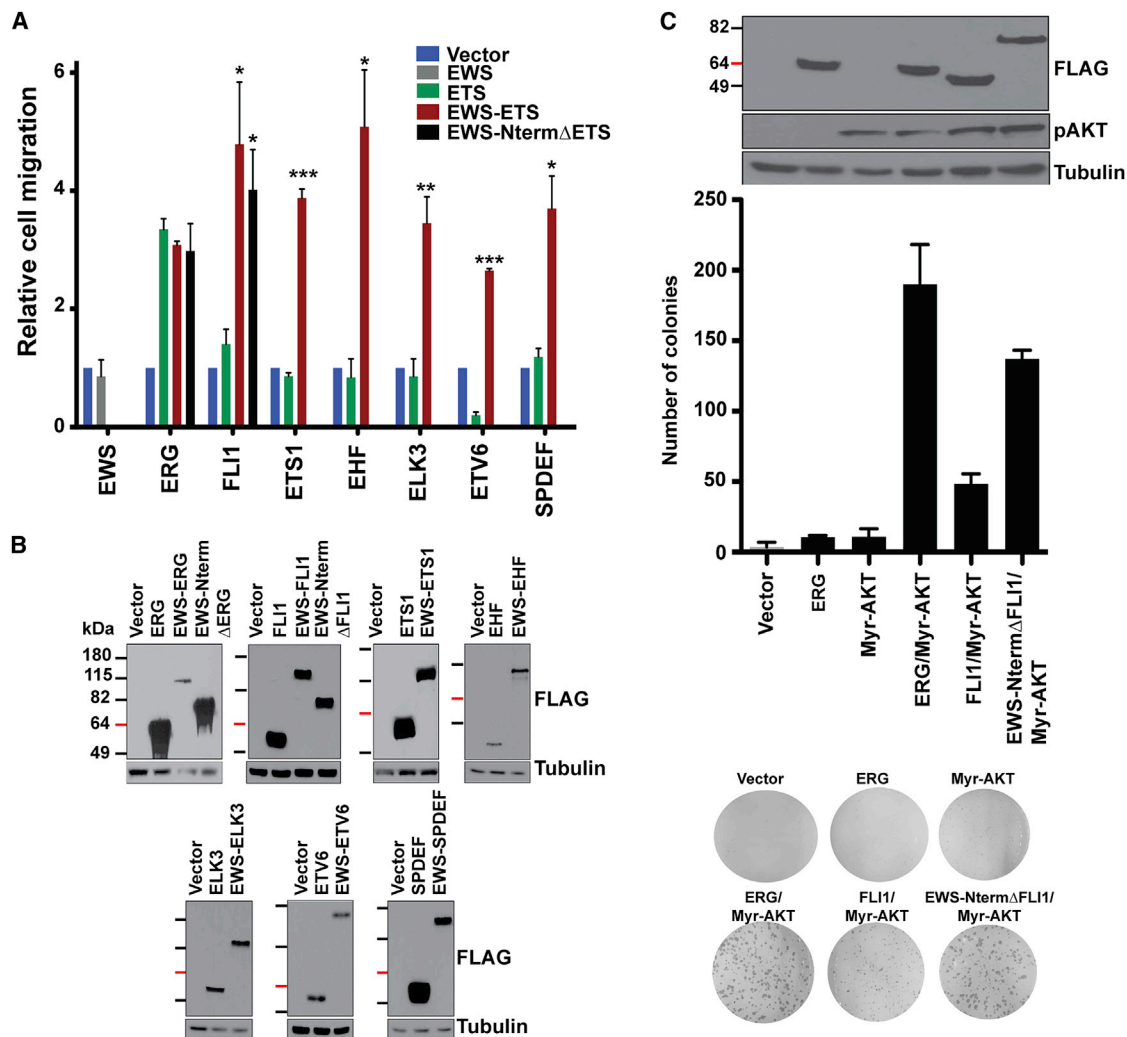 A
Relative cell migration
6
4
2
0
Vector
EWS
ETS
EWS-ETS
EWS-NtermΔETS
*
*
***
*
**
***
*
EWS
ERG
FLI1
ETS1
EHF
ELK3
ETV6
SPDEF
B
kDa
180
115
82
64
49
Vector
ERG
EWS-ERG
EWS-Nterm
ΔERG
Vector
FLI1
EWS-FLI1
EWS-Nterm
ΔFLI1
Vector
ETS1
EWS-ETS1
Vector
EHF
EWS-EHF
FLAG
Tubulin
Vector
ELK3
EWS-ELK3
Vector
ETV6
EWS-ETV6
Vector
SPDEF
EWS-SPDEF
FLAG
Tubulin
C
82
64
49
FLAG
pAKT
Tubulin
Number of colonies
250
200
150
100
50
0
Vector
ERG
Myr-AKT
ERG/Myr-AKT
FLI1/Myr-AKT
EWS-NtermΔFLI1/
Myr-AKT
Vector
ERG
Myr-AKT
ERG/
Myr-AKT
FLI1/
Myr-AKT
EWS-NtermΔFLI1/
Myr-AKT